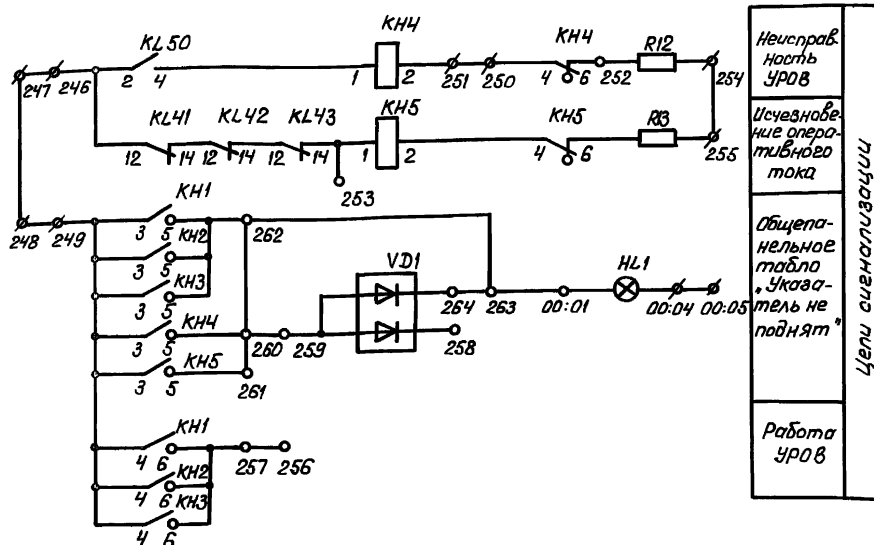 KL50
KH4
KH4
R12
247 246
2 4
1 2
251 250
4 6 252
254
KL41 KL42 KL43
KH5
KH5
R13
12 14 12 14 12 14
1 2
4 6
255
253
KH1
248 249
3 5
262
KH2
3 5
VD1
KH3
HL1
3 5
264 263 00:01 00:04 00:05
KH4
3 5
260 259
258
3 5 KH5
261
KH1
4 6
257 256
KH2
4 6
KH3
4 6
Неисправ-
ность
УРОВ
Исчезнове-
ние опера-
тивного
тока
Общепа-
нельное
табло
„Указа-
тель не
поднят"
Работа
УРОВ
Цепи сигнализации